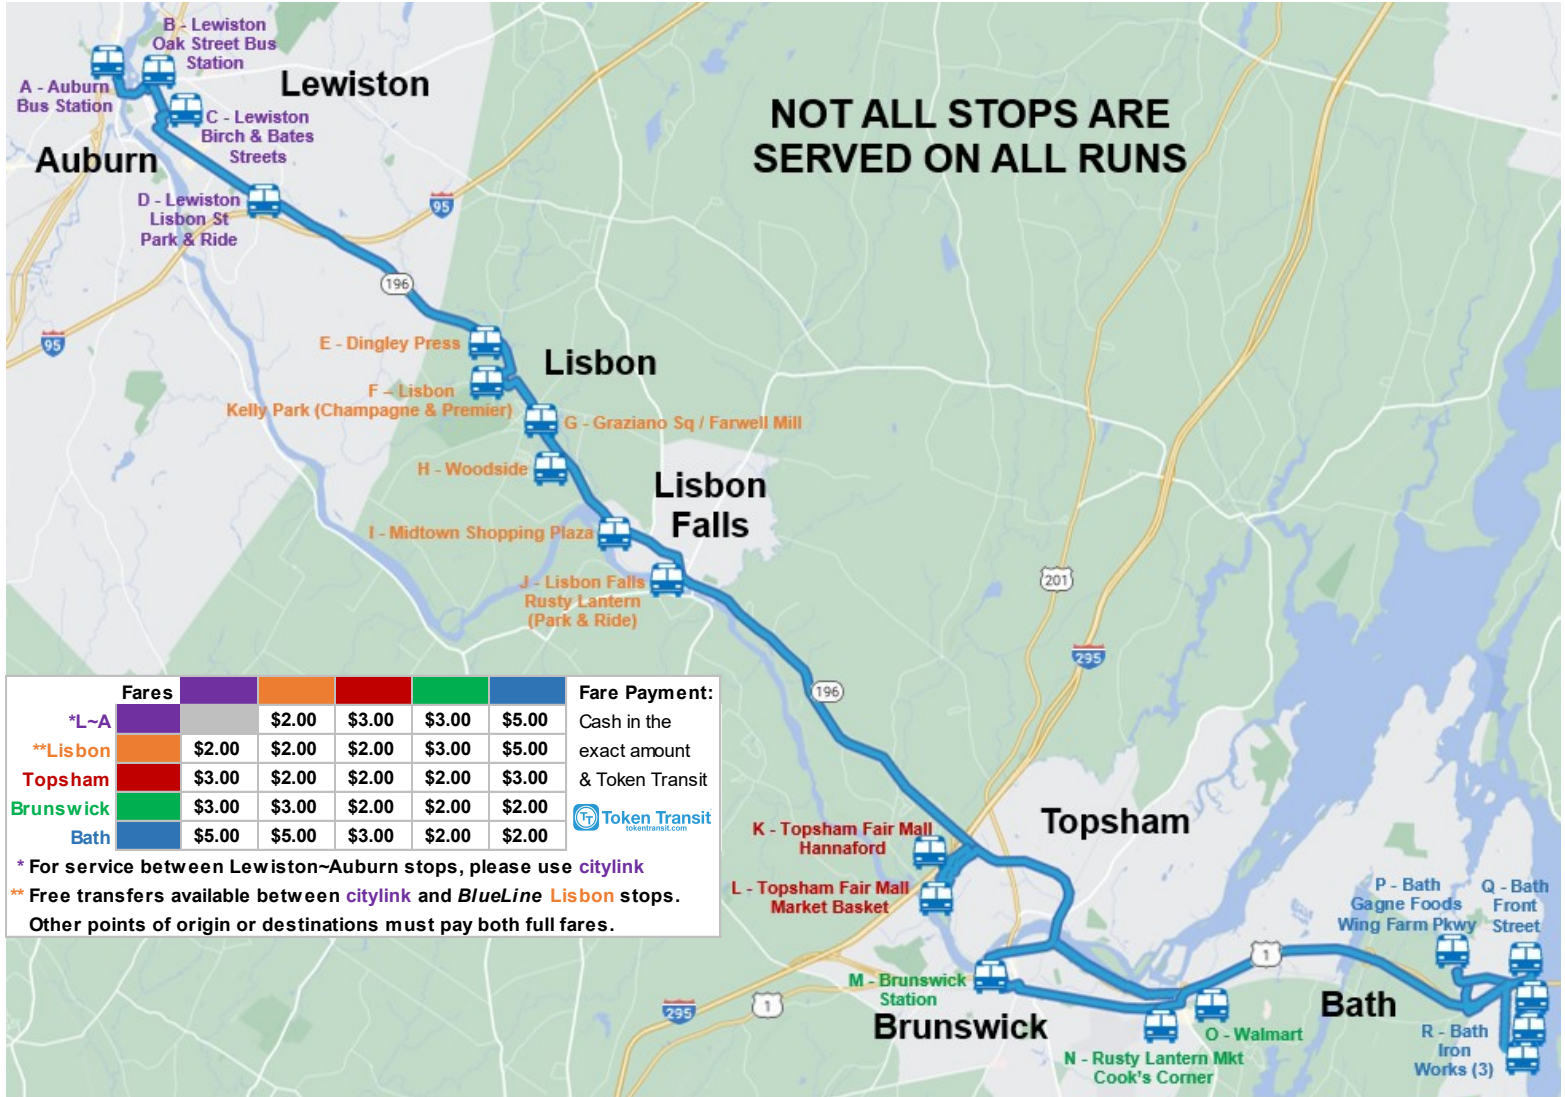 B - Lewiston
Oak Street Bus
Station
A - Auburn
Bus Station
Lewiston
C - Lewiston
Birch & Bates
Streets
Auburn
NOT ALL STOPS ARE
SERVED ON ALL RUNS
D - Lewiston
Lisbon St
Park & Ride
95
196
95
E - Dingley Press
Lisbon
F - Lisbon
Kelly Park (Champagne & Premier)
G - Graziano Sq / Farwell Mill
H - Woodside
Lisbon
Falls
I - Midtown Shopping Plaza
J - Lisbon Falls
Rusty Lantern
(Park & Ride)
201
295
196
Fares
*L~A $2.00 $3.00 $3.00 $5.00
**Lisbon $2.00 $2.00 $2.00 $3.00 $5.00
Topsham $3.00 $2.00 $2.00 $2.00 $3.00
Brunswick $3.00 $3.00 $2.00 $2.00 $2.00
Bath $5.00 $5.00 $3.00 $2.00 $2.00
Fare Payment:
Cash in the
exact amount
& Token Transit
TT Token Transit
tokentransit.com
* For service between Lewiston~Auburn stops, please use citylink
** Free transfers available between citylink and BlueLine Lisbon stops.
Other points of origin or destinations must pay both full fares.
Topsham
K - Topsham Fair Mall
Hannaford
L - Topsham Fair Mall
Market Basket
P - Bath
Gagne Foods
Wing Farm Pkwy
Q - Bath
Front
Street
1
M - Brunswick
Station
295
1
Brunswick
Bath
O - Walmart
N - Rusty Lantern Mkt
Cook's Corner
R - Bath
Iron
Works (3)